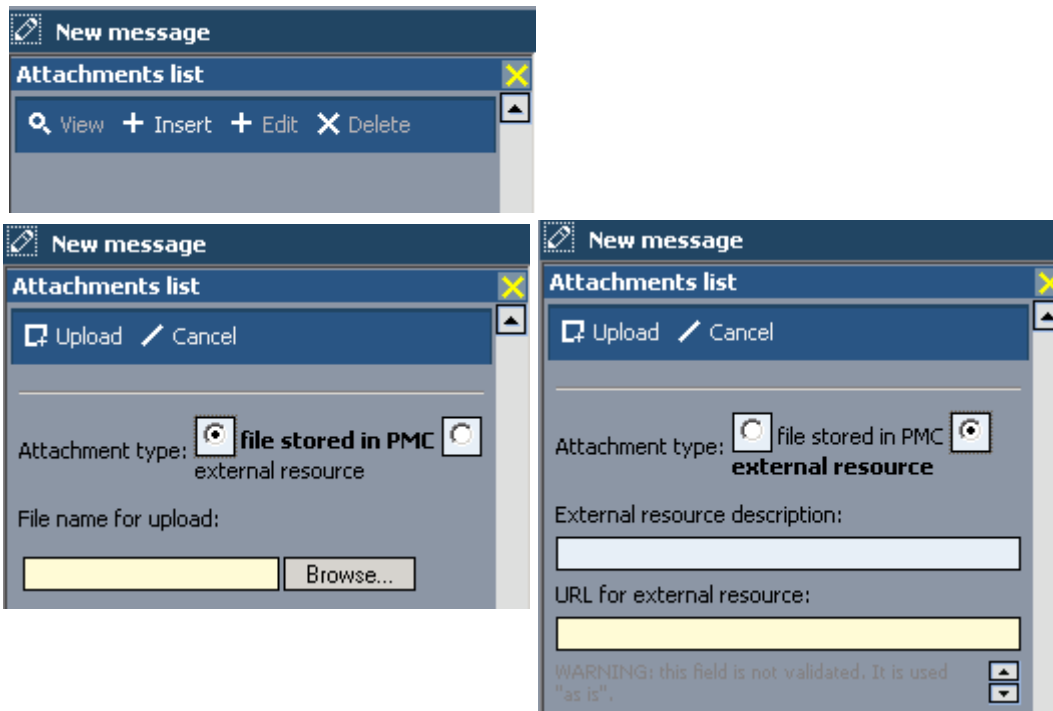 New message
Attachments list
View Insert Edit Delete
New message
Attachments list
Upload Cancel
Attachment type: file stored in PMC
external resource
File name for upload:
Browse...
New message
Attachments list
Upload Cancel
Attachment type: file stored in PMC
external resource
External resource description:
URL for external resource:
WARNING: this field is not validated. It is used
"as is".